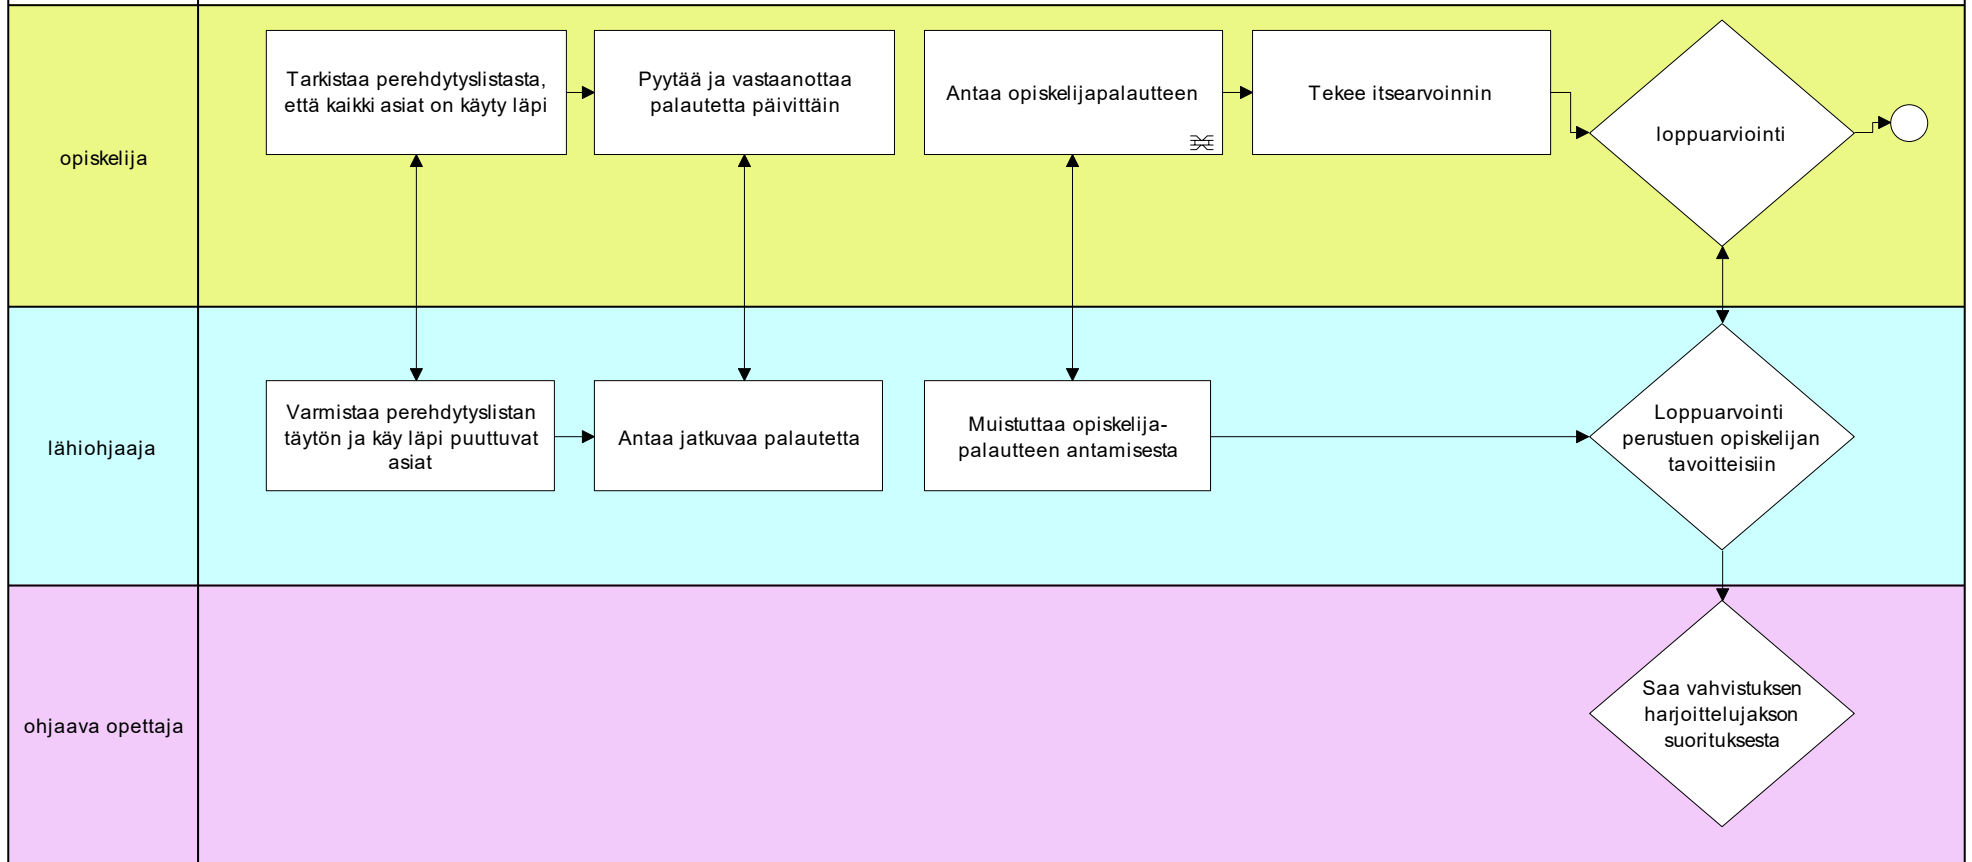 opiskelija
Tarkistaa perehdytyslistasta,
että kaikki asiat on käyty läpi
Pyytää ja vastaanottaa
palautetta päivittäin
Antaa opiskelijapalautteen
Tekee itsearvoinnin
loppuarviointi
lähiohjaaja
Varmistaa perehdytyslistan
täytön ja käy läpi puuttuvat
asiat
Antaa jatkuvaa palautetta
Muistuttaa opiskelija-
palautteen antamisesta
Loppuarvointi
perustuen opiskelijan
tavoitteisiin
ohjaava opettaja
Saa vahvistuksen
harjoittelujakson
suorituksesta